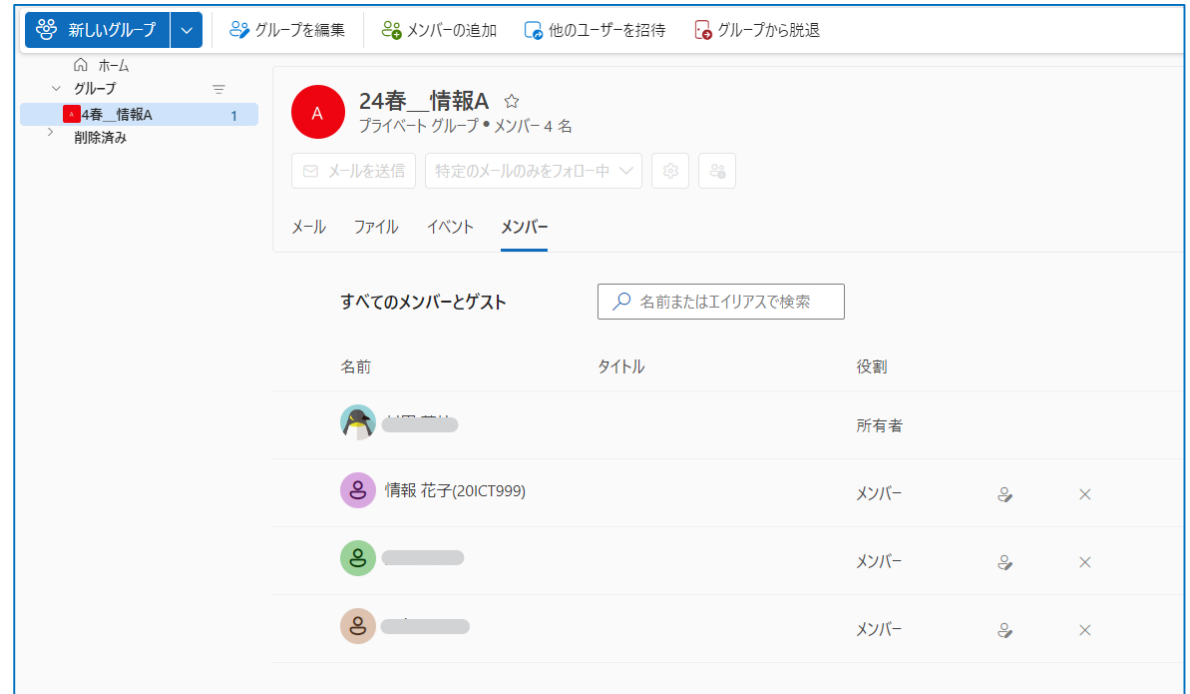 新しいグループ グループを編集 メンバーの追加 他のユーザーを招待 グループから脱退
ホーム
グループ
A 4春__情報A 1
削除済み
A
24春__情報A
プライベート グループ • メンバー 4 名
メールを送信 特定のメールのみをフォロー中
メール ファイル イベント メンバー
すべてのメンバーとゲスト 名前またはエイリアスで検索
名前 タイトル 役割
所有者
情報 花子(20ICT999) メンバー
メンバー
メンバー